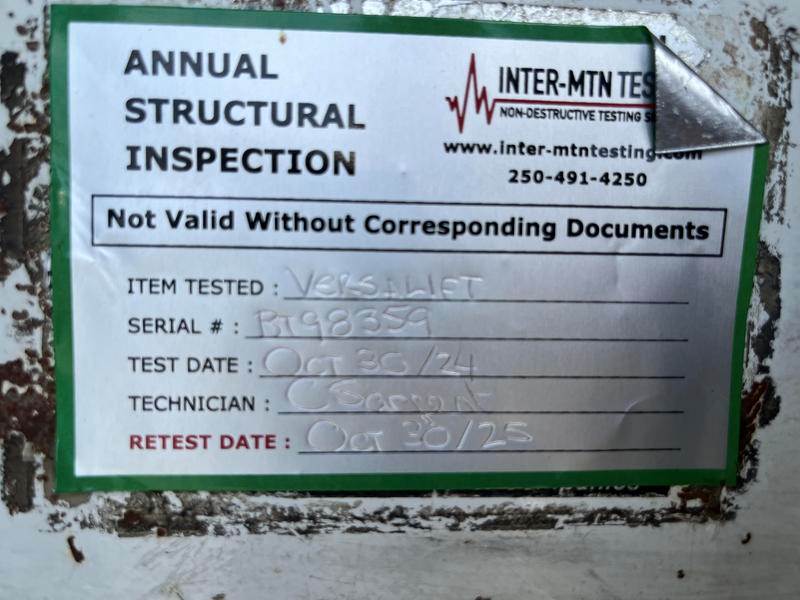 ANNUAL
STRUCTURAL
INSPECTION
INTER-MTN TES
NON-DESTRUCTIVE TESTING S
www.inter-mtntesting.com
250-491-4250
Not Valid Without Corresponding Documents
ITEM TESTED : VERSALIFT
SERIAL # : BT98359
TEST DATE : Oct 30/24
TECHNICIAN :
RETEST DATE : Oct 30/25